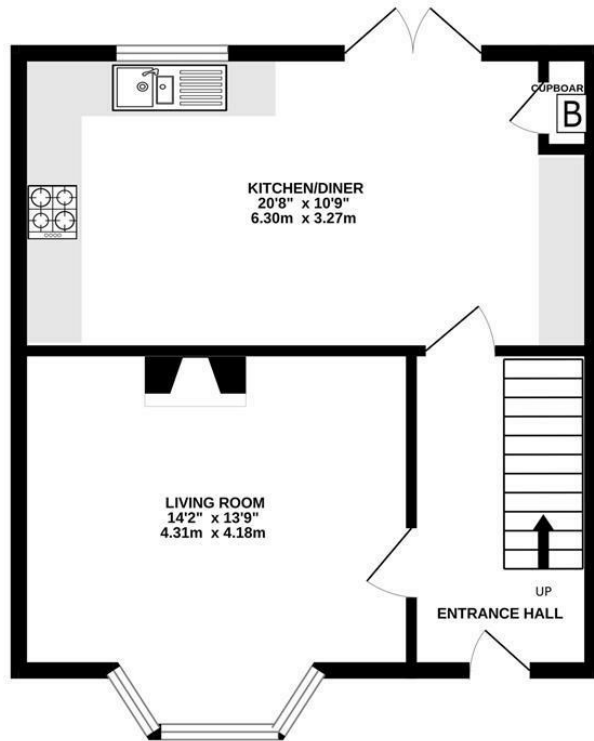 CUPBOAR
B
KITCHEN/DINER
20'8" x 10'9"
6.30m x 3.27m
LIVING ROOM
14'2" x 13'9"
4.31m x 4.18m
UP
ENTRANCE HALL